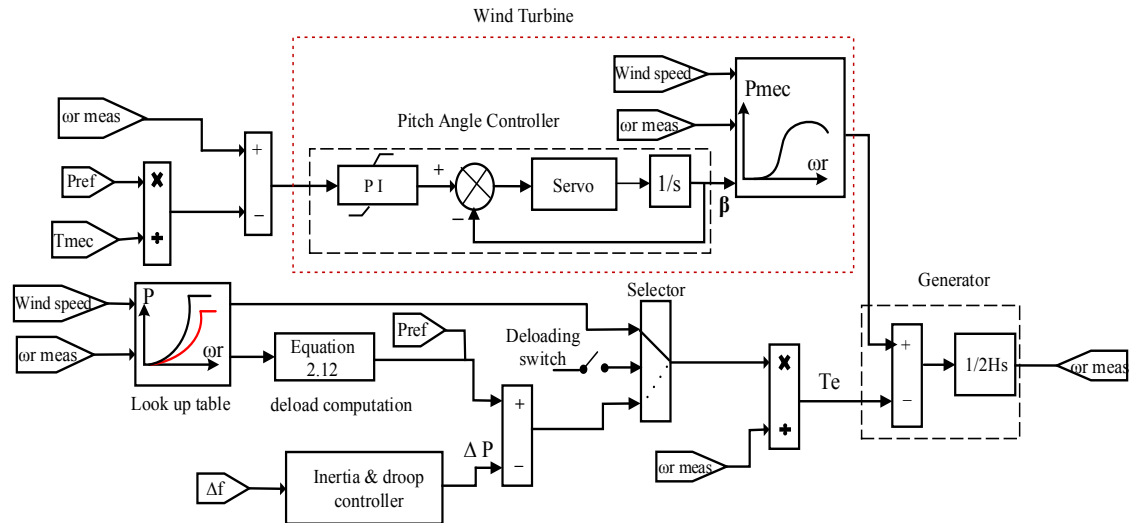 Wind Turbine
Wind speed
ωr meas
Pmec
ωr
ωr meas
Pitch Angle Controller
+
−
Pref
×
÷
Tmec
P I
+
−
Servo
1/s
β
Wind speed
ωr meas
P
ωr
Look up table
Equation
2.12
deload computation
Pref
Deloading
switch
Selector
Generator
+
−
1/2Hs
ωr meas
×
÷
Te
ωr meas
+
−
Δ P
Δf
Inertia & droop
controller